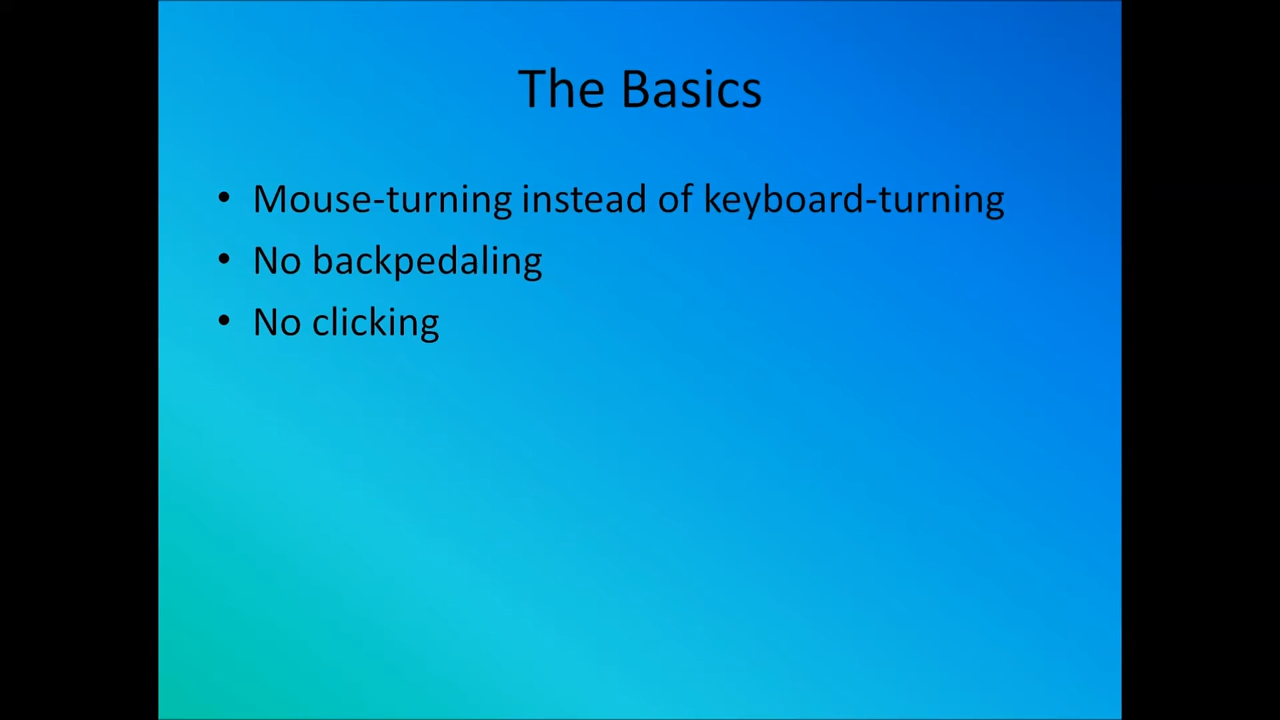 The Basics
• Mouse-turning instead of keyboard-turning
• No backpedaling
• No clicking